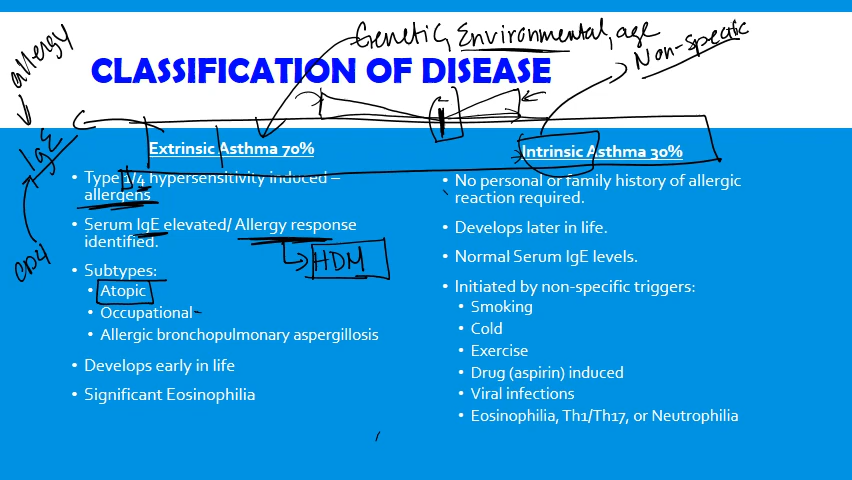 Genetic, Environmental, age
Non-specific
allergy
CLASSIFICATION OF DISEASE
IgE
CD4
Extrinsic Asthma 70%
• Type 1/4 hypersensitivity induced –
allergens
• Serum IgE elevated/ Allergy response
identified.
HDM
• Subtypes:
• Atopic
• Occupational
• Allergic bronchopulmonary aspergillosis
• Develops early in life
• Significant Eosinophilia
Intrinsic Asthma 30%
• No personal or family history of allergic
reaction required.
• Develops later in life.
• Normal Serum IgE levels.
• Initiated by non-specific triggers:
• Smoking
• Cold
• Exercise
• Drug (aspirin) induced
• Viral infections
• Eosinophilia, Th1/Th17, or Neutrophilia